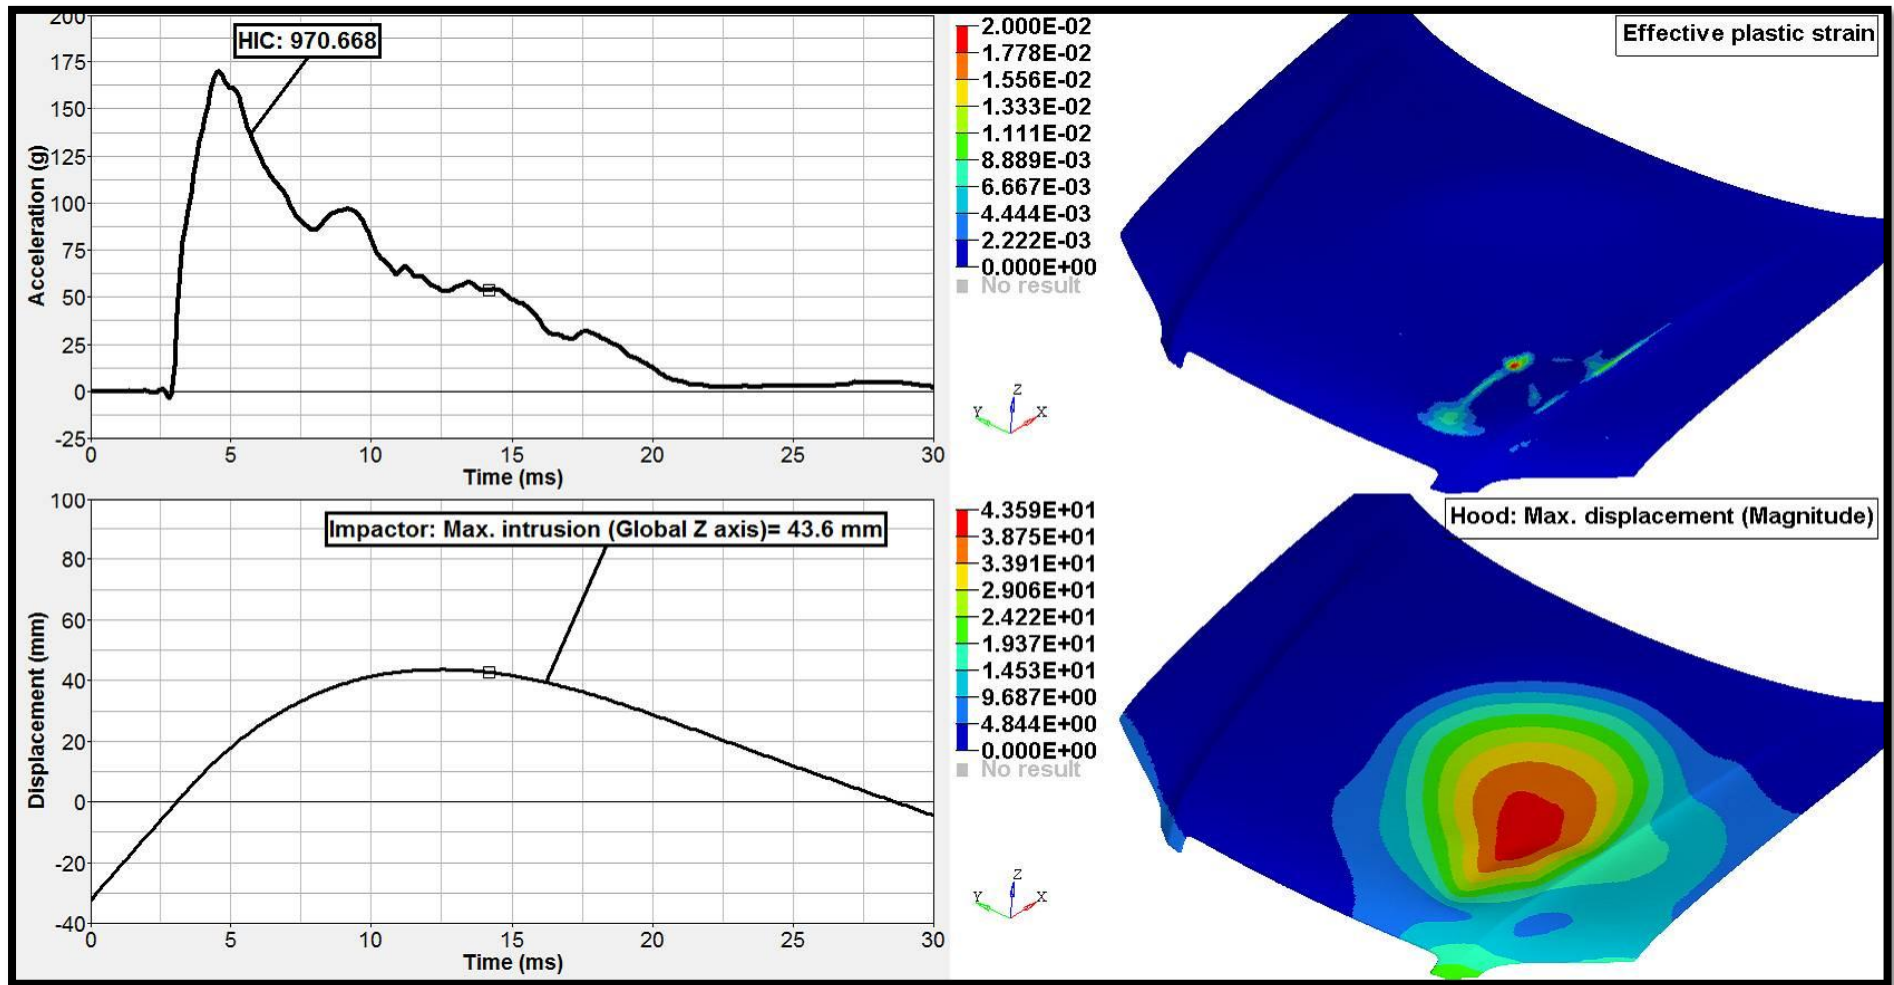 200
175
150
125
100
75
50
25
0
-25
Acceleration (g)
HIC: 970.668
0 5 10 15 20 25 30
Time (ms)
2.000E-02
1.778E-02
1.556E-02
1.333E-02
1.111E-02
8.889E-03
6.667E-03
4.444E-03
2.222E-03
0.000E+00
No result
Effective plastic strain
Z
Y
X
100
80
60
40
20
0
-20
-40
Displacement (mm)
Impactor: Max. intrusion (Global Z axis)= 43.6 mm
0 5 10 15 20 25 30
Time (ms)
4.359E+01
3.875E+01
3.391E+01
2.906E+01
2.422E+01
1.937E+01
1.453E+01
9.687E+00
4.844E+00
0.000E+00
No result
Hood: Max. displacement (Magnitude)
Z
Y
X